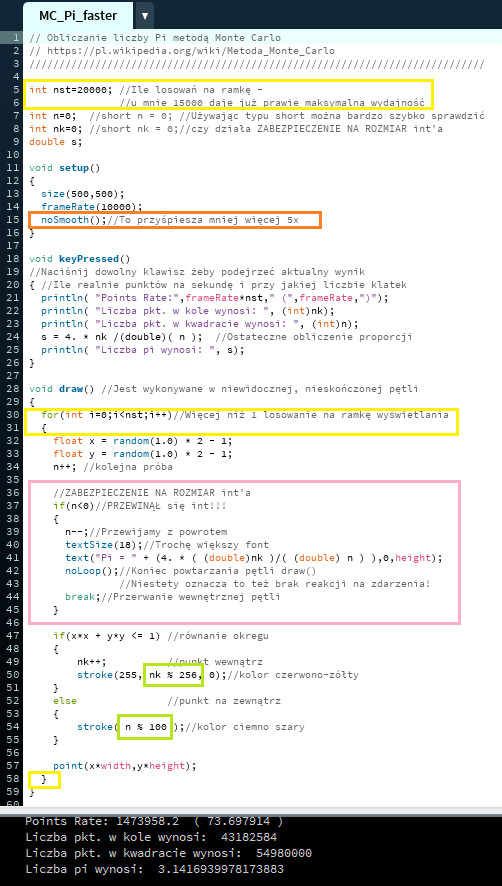 MC_Pi_faster ▼
1 // Obliczanie liczby Pi metodą Monte Carlo
2 // https://pl.wikipedia.org/wiki/Metoda_Monte_Carlo
3 ////////////////////////////////////////////////////////////////////////////
4
5 int nst=20000; //Ile losowań na ramkę -
6 //u mnie 15000 daje już prawie maksymalną wydajność
7 int n=0;  //short n = 0; //Używając typu short można bardzo szybko sprawdzić
8 int nk=0; //short nk = 0;//czy działa ZABEZPIECZENIE NA ROZMIAR int'a
9 double s;
10
11 void setup()
12 {
13   size(500,500);
14   frameRate(10000);
15   noSmooth();//To przyśpiesza mniej więcej 5x
16 }
17
18 void keyPressed()
19 //Naciśnij dowolny klawisz żeby podejrzeć aktualny wynik
20 { //Ile realnie punktów na sekundę i przy jakiej liczbie klatek
21   println( "Points Rate:",frameRate*nst," (",frameRate,")");
22   println( "Liczba pkt. w kole wynosi: ", (int)nk);
23   println( "Liczba pkt. w kwadracie wynosi: ", (int)n);
24   s = 4. * nk /(double)( n );  //Ostateczne obliczenie proporcji
25   println( "Liczba pi wynosi: ", s);
26 }
27
28 void draw() //Jest wykonywane w niewidocznej, nieskończonej pętli
29 {
30   for(int i=0;i<nst;i++)//Więcej niż 1 losowanie na ramkę wyświetlania
31   {
32     float x = random(1.0) * 2 - 1;
33     float y = random(1.0) * 2 - 1;
34     n++; //kolejna próba
35
36     //ZABEZPIECZENIE NA ROZMIAR int'a
37     if(n<0)//PRZEWINĄŁ się int!!!
38     {
39       n--;//Przewijamy z powrotem
40       textSize(18);//Trochę większy font
41       text("Pi = " + (4. * ( (double)nk )/( (double) n ) ),0,height);
42       noLoop();//Koniec powtarzania pętli draw()
43                //Niestety oznacza to też brak reakcji na zdarzenia!
44       break;//Przerwanie wewnętrznej pętli
45     }
46
47     if(x*x + y*y <= 1) //równanie okregu
48     {
49         nk++;          //punkt wewnątrz
50         stroke(255, nk % 256, 0);//kolor czerwono-żółty
51     }
52     else               //punkt na zewnątrz
53     {
54         stroke( n % 100 );//kolor ciemno szary
55     }
56
57     point(x*width,y*height);
58   }
59 }
60
Points Rate: 1473958.2  ( 73.697914 )
Liczba pkt. w kole wynosi:  43182584
Liczba pkt. w kwadracie wynosi:  54980000
Liczba pi wynosi:  3.1416939978173883